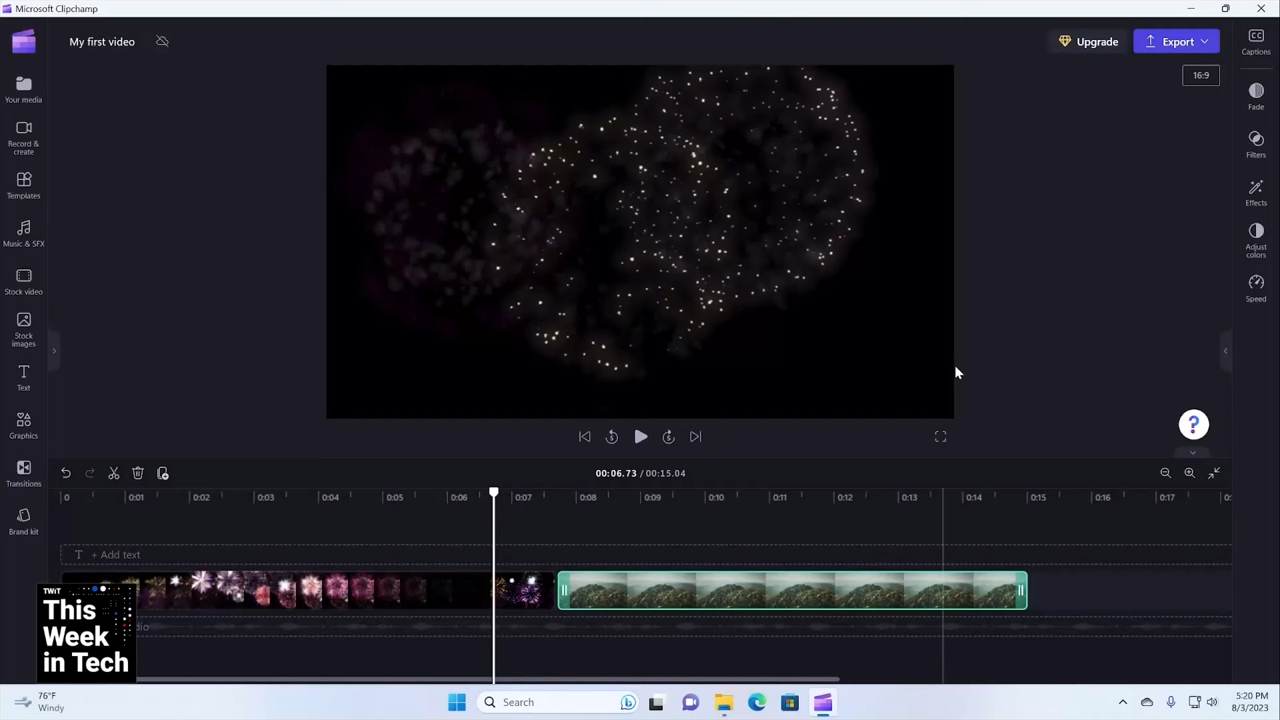 Microsoft Clipchamp
My first video
Upgrade
Export
16:9
Captions
Fade
Filters
Effects
Adjust
colors
Speed
Your media
Record &
create
Templates
Music & SFX
Stock video
Stock
images
Text
Graphics
Transitions
Brand kit
5
5
?
00:06.73 / 00:15.04
0 0:01 0:02 0:03 0:04 0:05 0:06 0:07 0:08 0:09 0:10 0:11 0:12 0:13 0:14 0:15 0:16 0:17
T + Add text
TWiT
This
Week
in Tech
76°F
Windy
Search
5:20 PM
8/3/2023